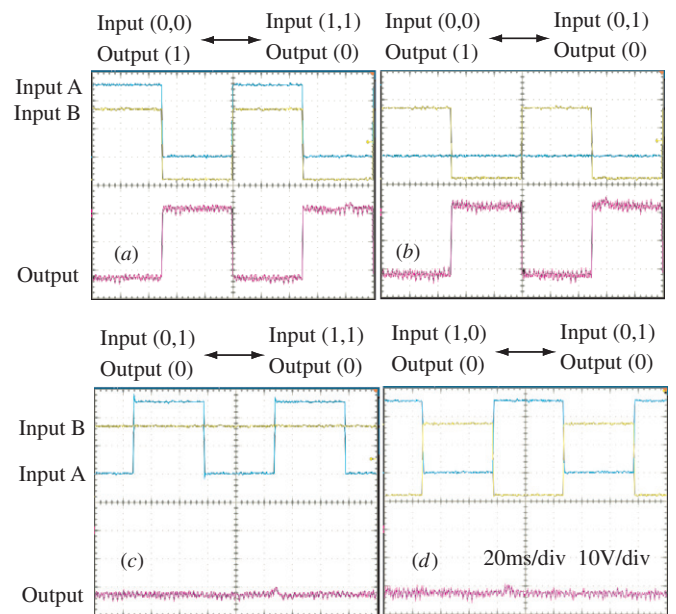 Input (0,0) Input (1,1)
Output (1) Output (0)
Input (0,0) Input (0,1)
Output (1) Output (0)
Input A
Input B
Output
(a)
(b)
Input (0,1) Input (1,1)
Output (0) Output (0)
Input (1,0) Input (0,1)
Output (0) Output (0)
Input B
Input A
Output
(c)
(d) 20ms/div 10V/div